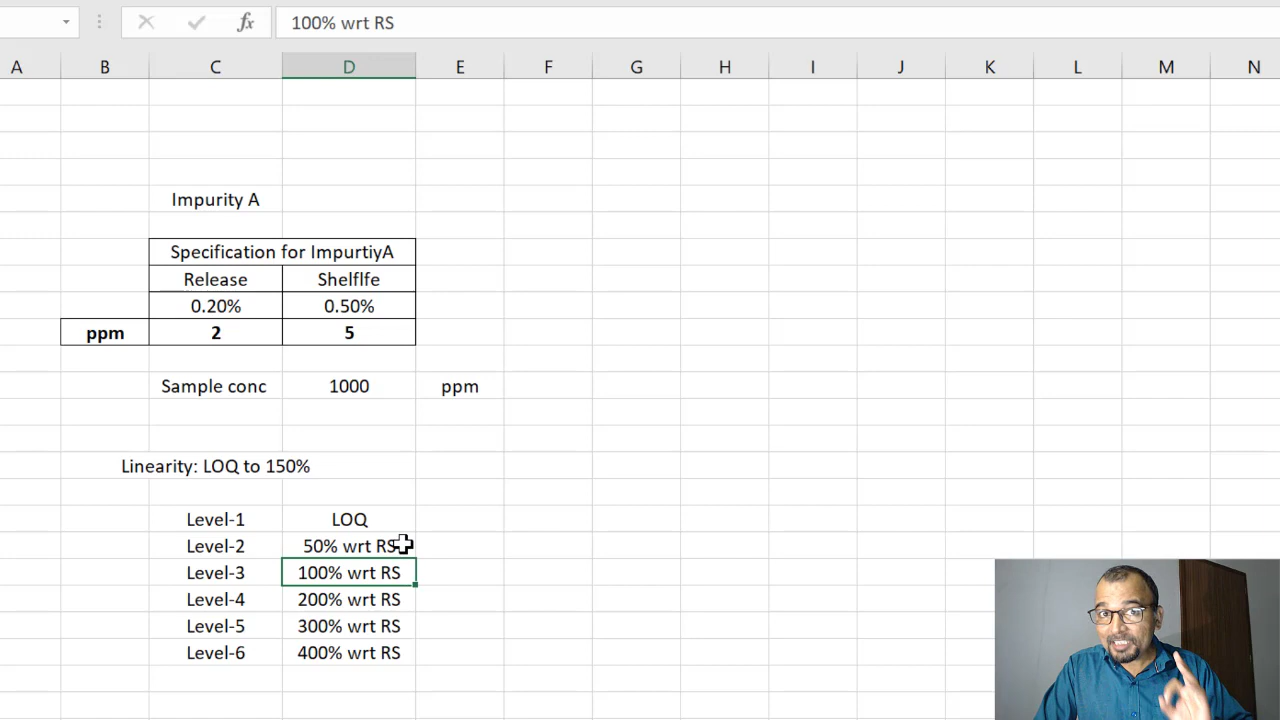 fx 100% wrt RS
A B C D E F G H I J K L M N
Impurity A
Specification for ImpurtiyA
Release Shelflfe
0.20% 0.50%
ppm 2 5
Sample conc 1000 ppm
Linearity: LOQ to 150%
Level-1 LOQ
Level-2 50% wrt RS
Level-3 100% wrt RS
Level-4 200% wrt RS
Level-5 300% wrt RS
Level-6 400% wrt RS